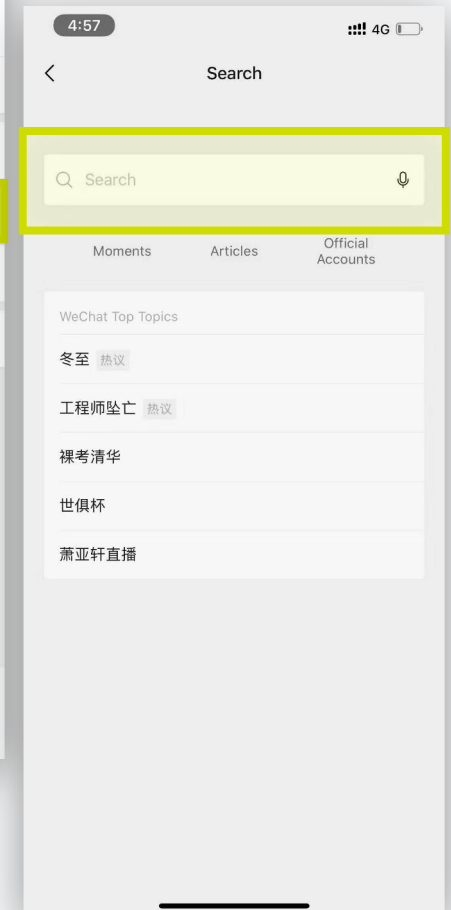 4:57
4G
Search
Search
Moments
Articles
Official
Accounts
WeChat Top Topics
冬至 热议
工程师坠亡 热议
裸考清华
世俱杯
萧亚轩直播